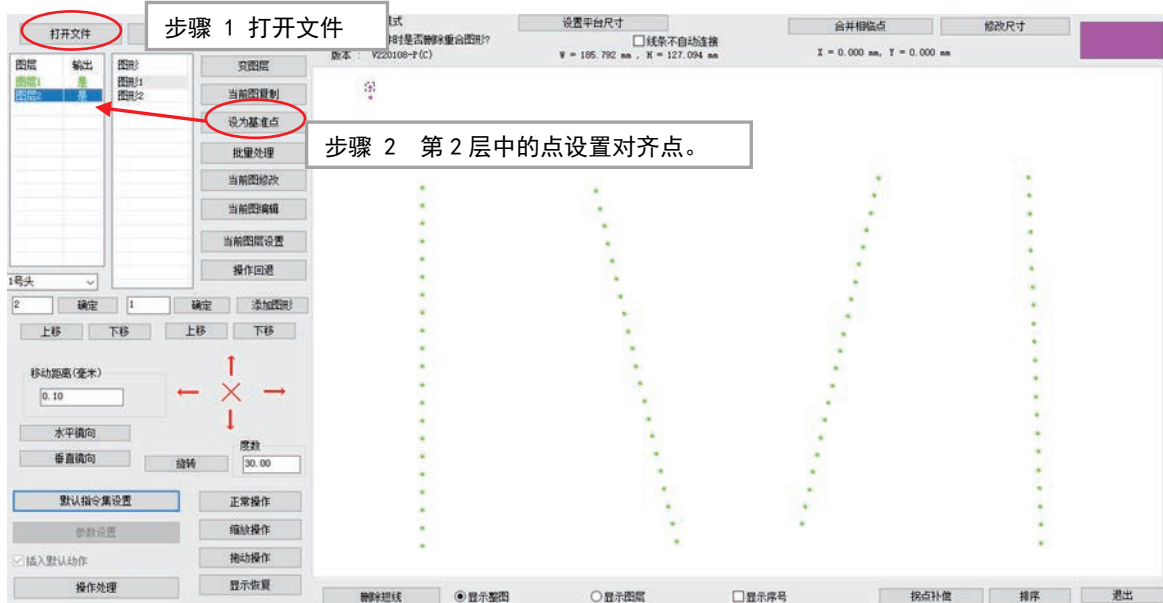 打开文件
步骤 1 打开文件
式
设置平台尺寸
合并相临点
修改尺寸
时是否删除重合图形?
线条不自动连接
版本 : V220108-P(C)
W = 185.792 mm , H = 127.094 mm
X = 0.000 mm, Y = 0.000 mm
图层 输出
图形
变图层
图层1 是
图形1
图层2 是
图形2
当前图复制
设为基准点
步骤 2 第2层中的点设置对齐点。
批量处理
当前图修改
当前图编辑
当前图层设置
操作回退
1号头
2 确定 1 确定 添加图形
上移 下移 上移 下移
移动距离(毫米)
0.10
水平镜向
度数
垂直镜向 旋转 30.00
默认指令集设置 正常操作
参数设置 缩放操作
插入默认动作 拖动操作
操作处理 显示恢复
删除短线 显示整图 显示图层 显示序号 拐点补偿 排序 退出